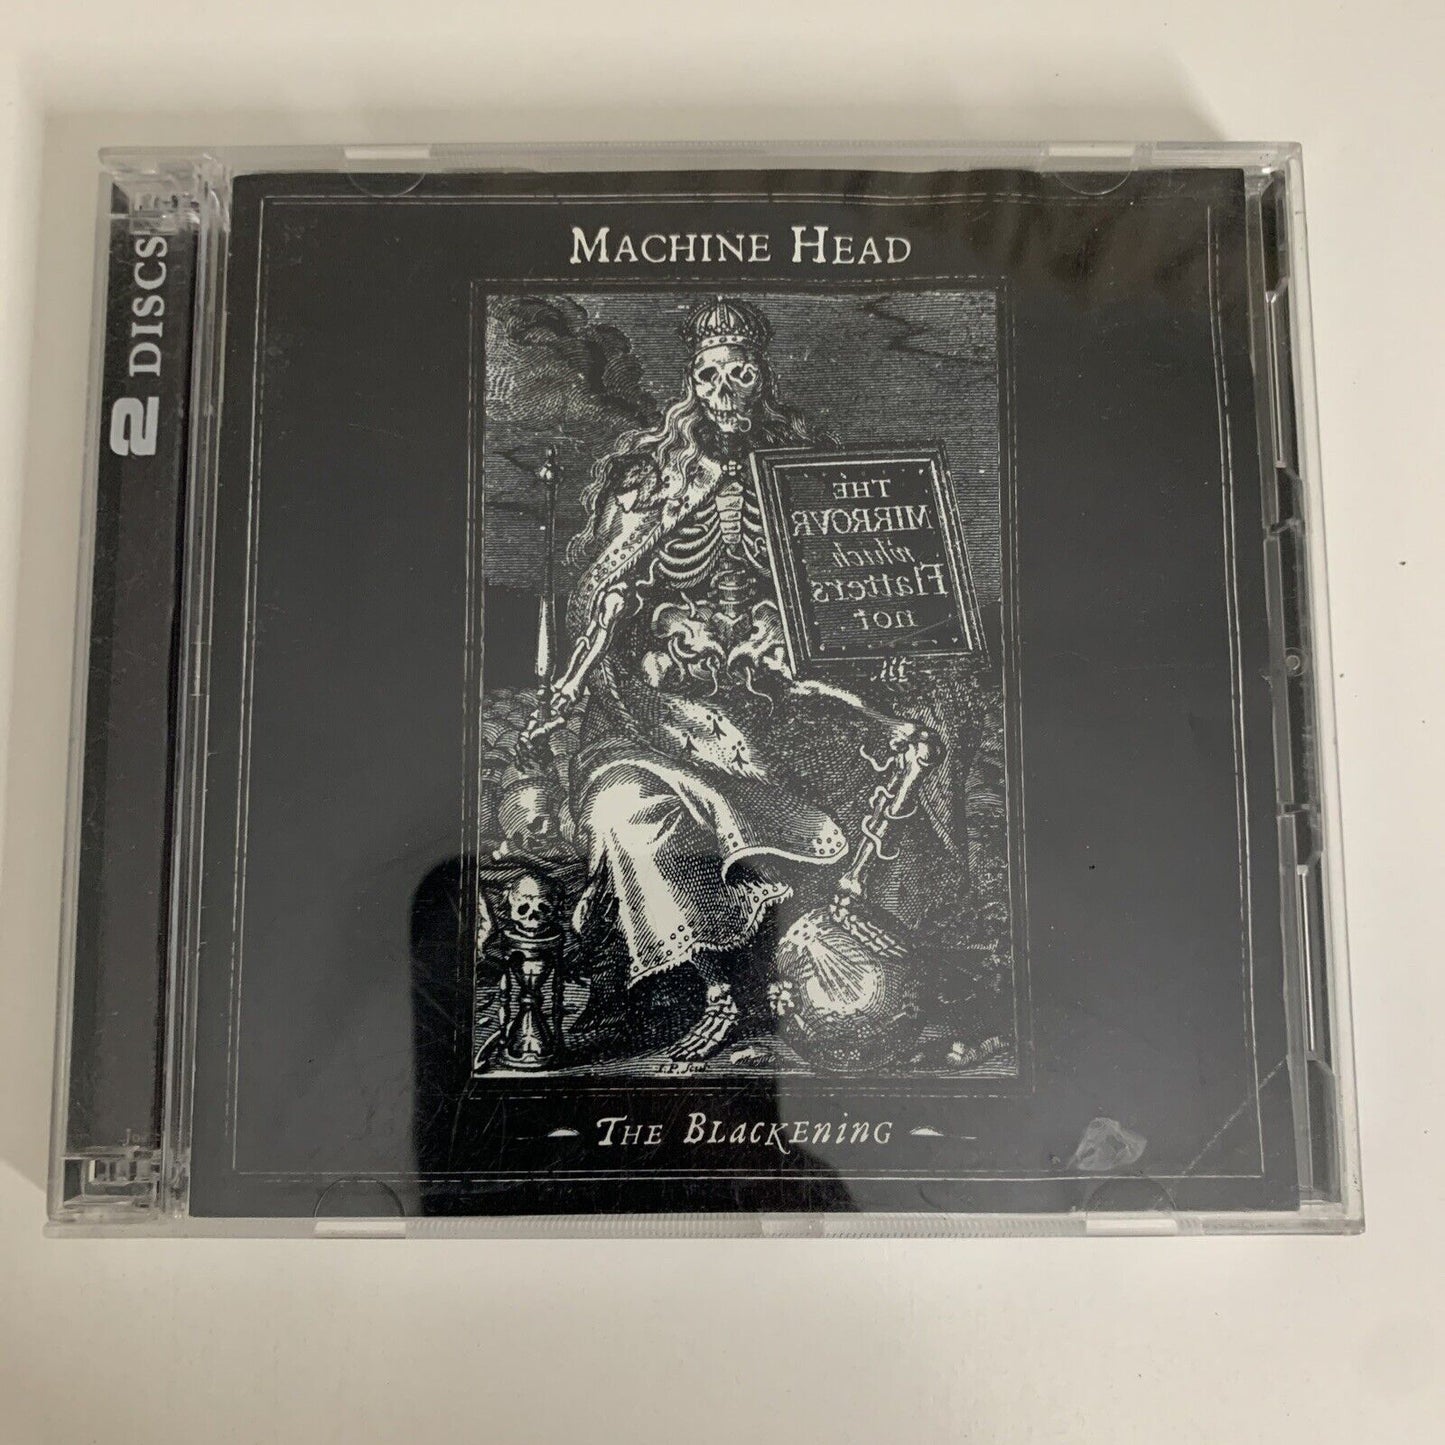 2 DISCS
MACHINE HEAD
THE
MIRROVR
which
Flatters
not
THE BLACKENING